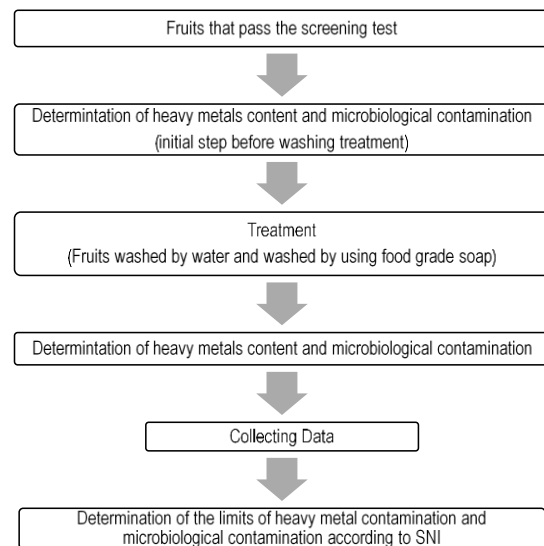 Fruits that pass the screening test
Determintation of heavy metals content and microbiological contamination
(initial step before washing treatment)
Treatment
(Fruits washed by water and washed by using food grade soap)
Determintation of heavy metals content and microbiological contamination
Collecting Data
Determination of the limits of heavy metal contamination and
microbiological contamination according to SNI